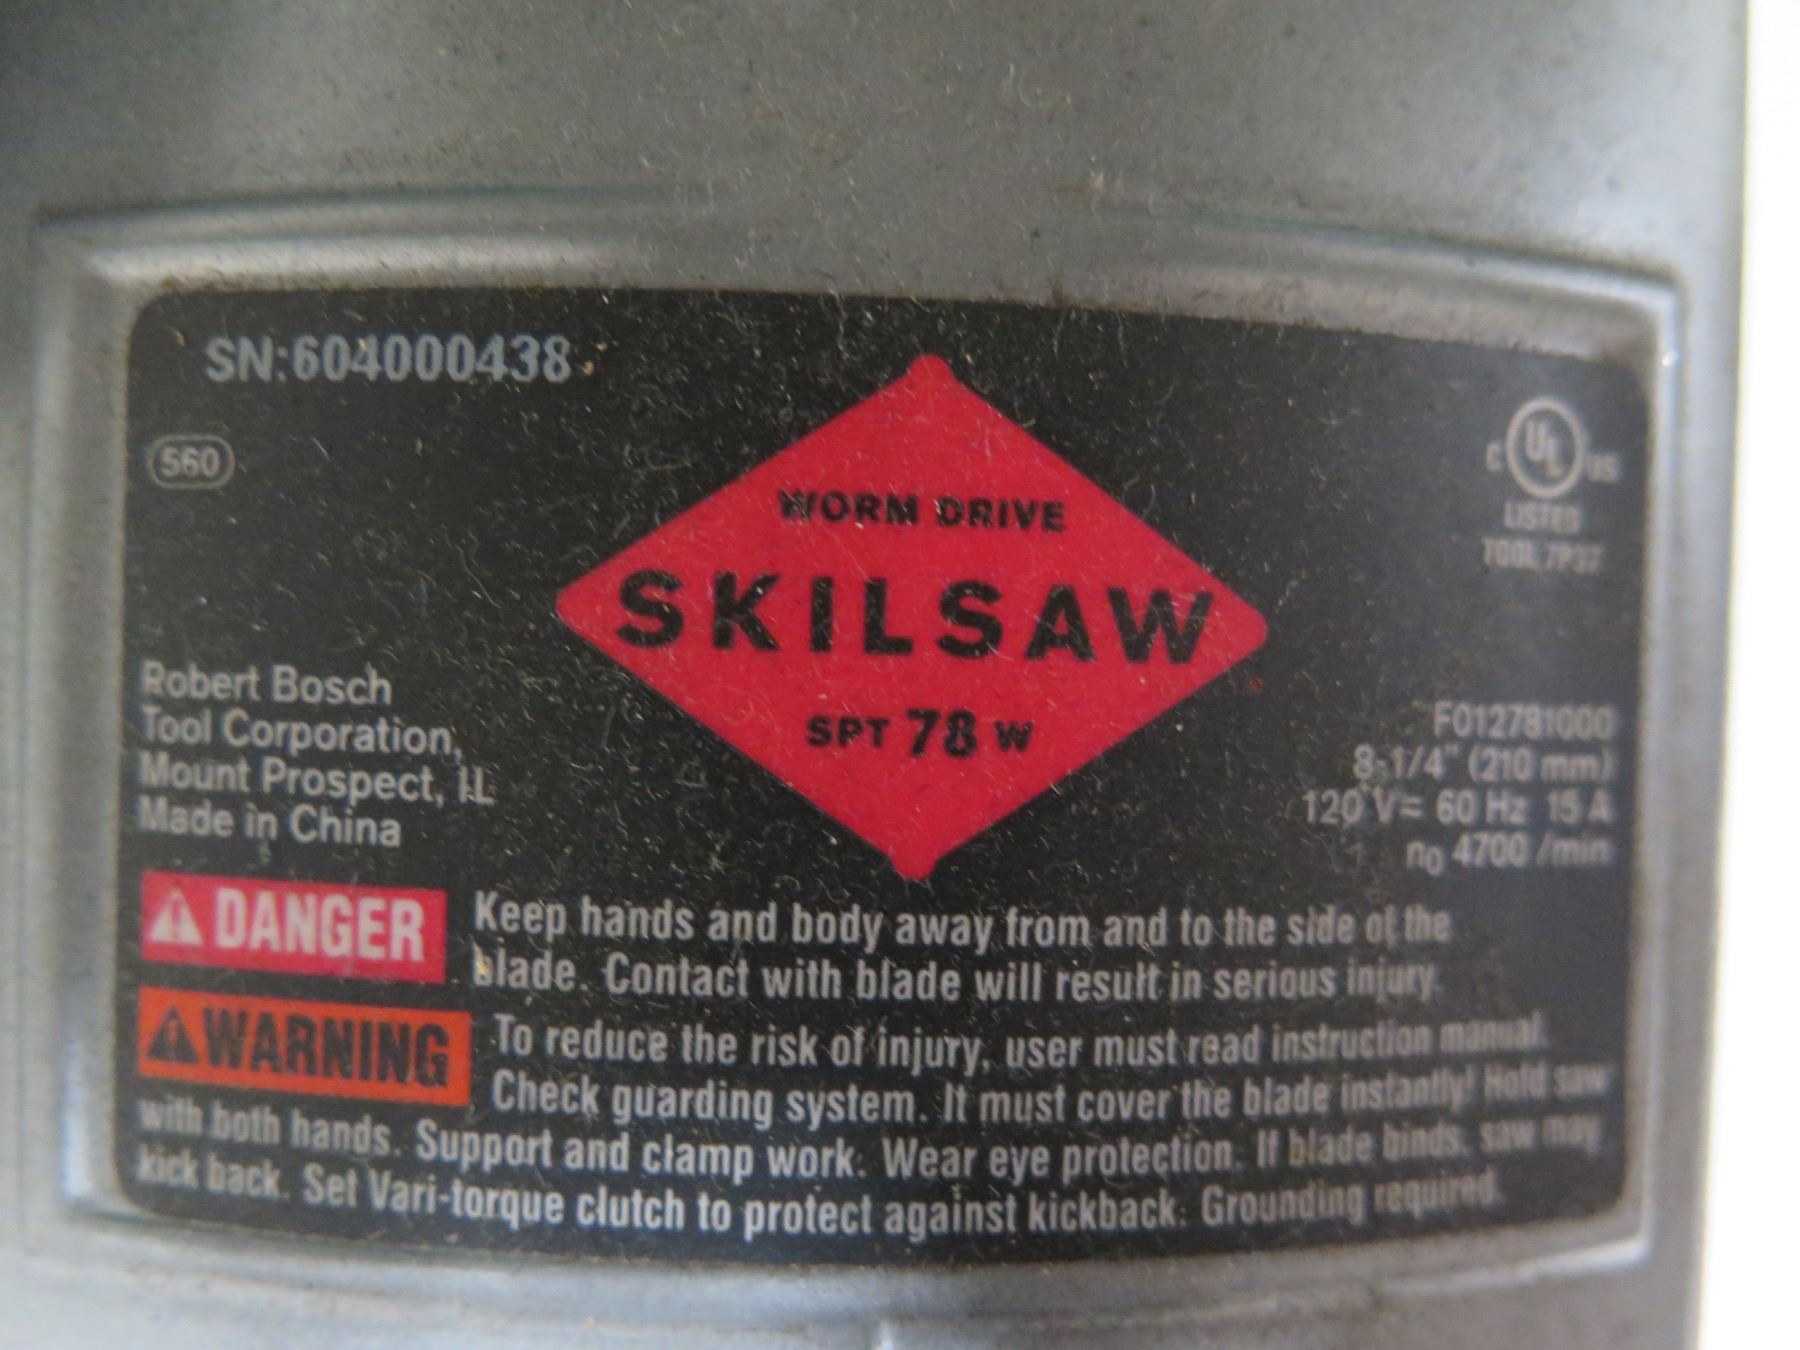 SN:604000438
560
WORM DRIVE
SKILSAW
SPT 78 W
C UL US
LISTED
TOOL 7P37
Robert Bosch
Tool Corporation,
Mount Prospect, IL
Made in China
F012781000
8-1/4" (210 mm)
120 V= 60 Hz 15 A
n0 4700 /min
DANGER
Keep hands and body away from and to the side of the
blade. Contact with blade will result in serious injury.
WARNING
To reduce the risk of injury, user must read instruction manual.
Check guarding system. It must cover the blade instantly! Hold saw
with both hands. Support and clamp work. Wear eye protection. If blade binds, saw may
kick back. Set Vari-torque clutch to protect against kickback. Grounding required.